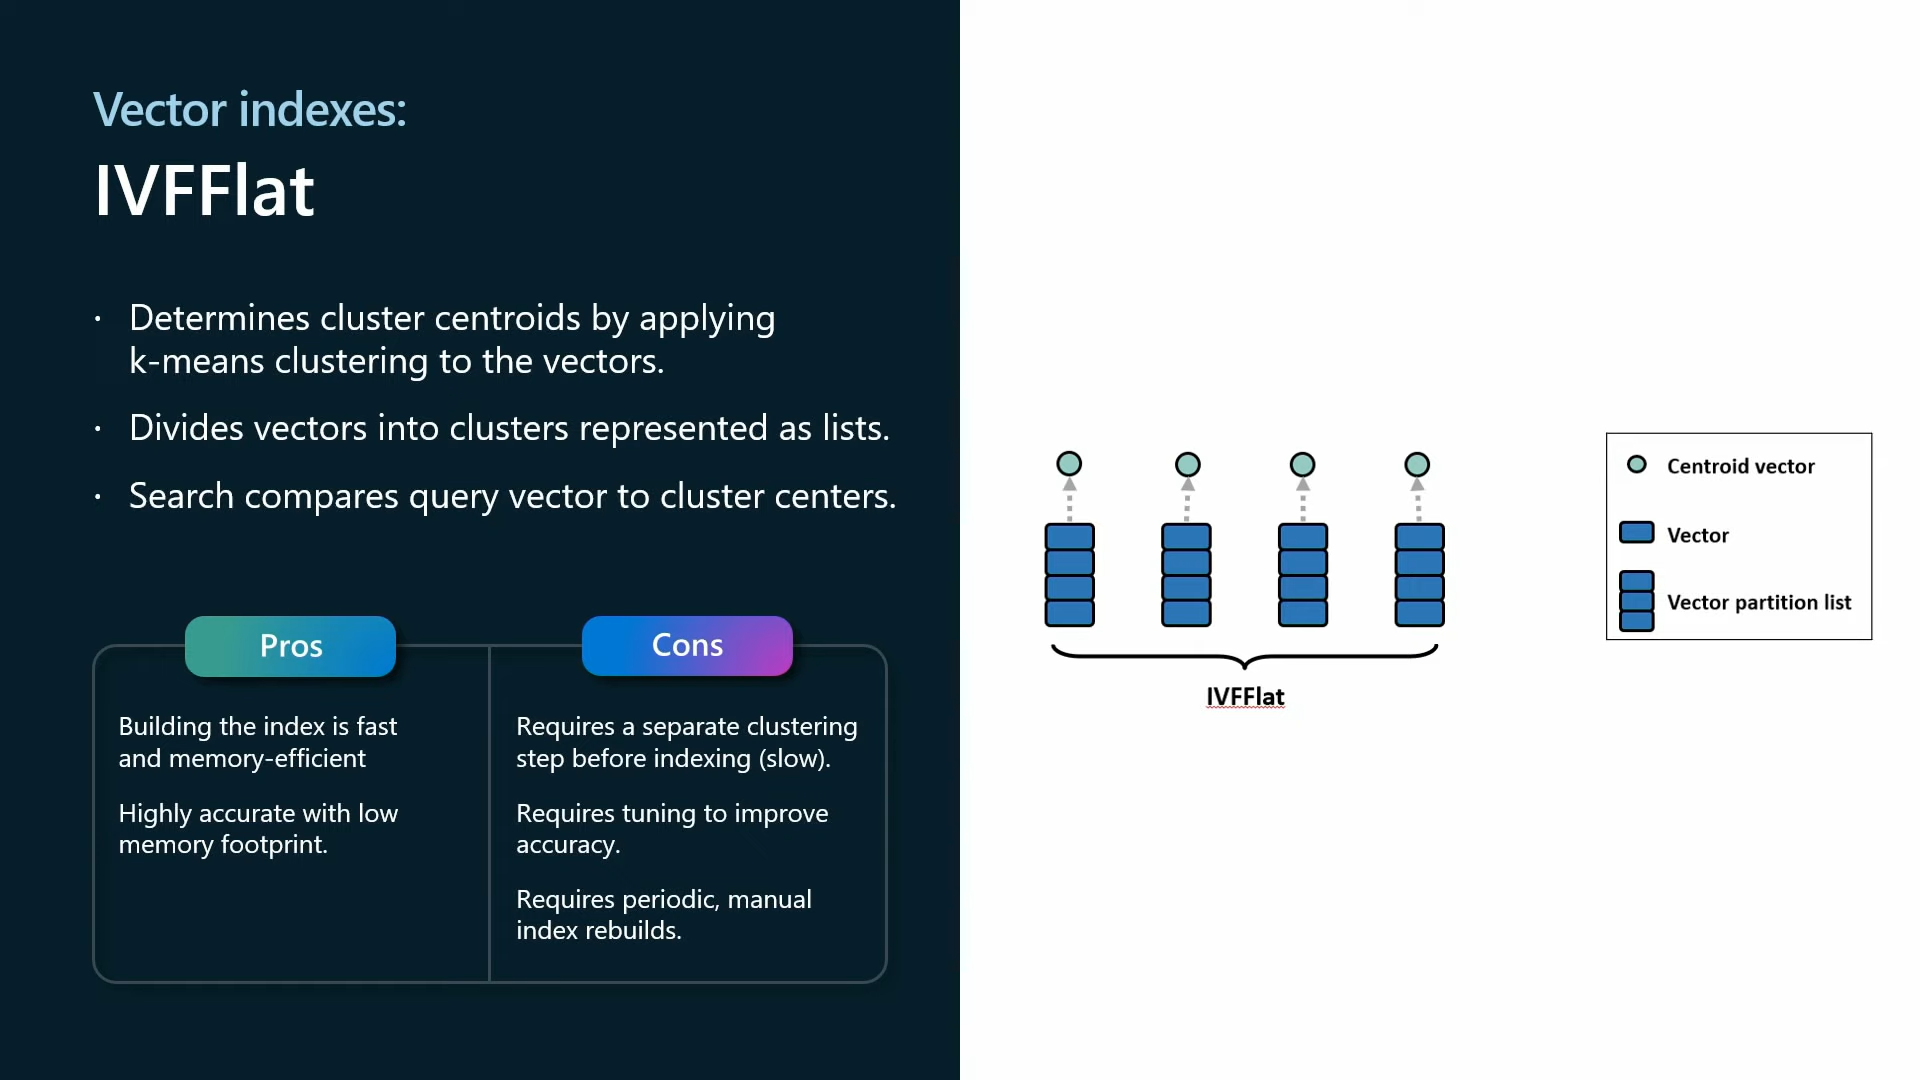 Vector indexes:
IVFFlat
· Determines cluster centroids by applying
k-means clustering to the vectors.
· Divides vectors into clusters represented as lists.
· Search compares query vector to cluster centers.
Pros
Building the index is fast
and memory-efficient
Highly accurate with low
memory footprint.
Cons
Requires a separate clustering
step before indexing (slow).
Requires tuning to improve
accuracy.
Requires periodic, manual
index rebuilds.
IVFFlat
Centroid vector
Vector
Vector partition list